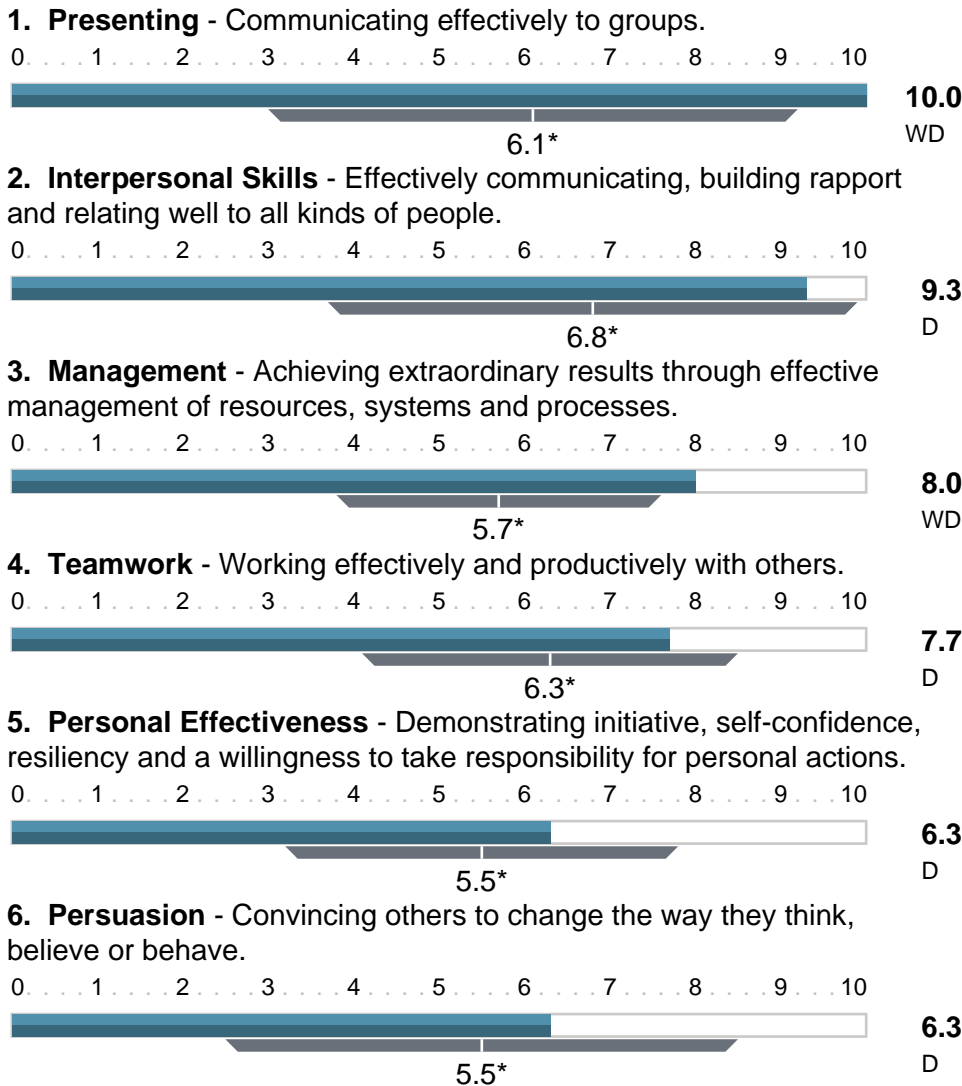 1. Presenting - Communicating effectively to groups.
0. . . . 1 . . . . 2 . . . . 3 . . . . 4 . . . . 5 . . . . 6 . . . . 7 . . . . 8 . . . . 9 . . . 10
10.0
WD
6.1*
2. Interpersonal Skills - Effectively communicating, building rapport
and relating well to all kinds of people.
0. . . . 1 . . . . 2 . . . . 3 . . . . 4 . . . . 5 . . . . 6 . . . . 7 . . . . 8 . . . . 9 . . . 10
9.3
D
6.8*
3. Management - Achieving extraordinary results through effective
management of resources, systems and processes.
0. . . . 1 . . . . 2 . . . . 3 . . . . 4 . . . . 5 . . . . 6 . . . . 7 . . . . 8 . . . . 9 . . . 10
8.0
WD
5.7*
4. Teamwork - Working effectively and productively with others.
0. . . . 1 . . . . 2 . . . . 3 . . . . 4 . . . . 5 . . . . 6 . . . . 7 . . . . 8 . . . . 9 . . . 10
7.7
D
6.3*
5. Personal Effectiveness - Demonstrating initiative, self-confidence,
resiliency and a willingness to take responsibility for personal actions.
0. . . . 1 . . . . 2 . . . . 3 . . . . 4 . . . . 5 . . . . 6 . . . . 7 . . . . 8 . . . . 9 . . . 10
6.3
D
5.5*
6. Persuasion - Convincing others to change the way they think,
believe or behave.
0. . . . 1 . . . . 2 . . . . 3 . . . . 4 . . . . 5 . . . . 6 . . . . 7 . . . . 8 . . . . 9 . . . 10
6.3
D
5.5*